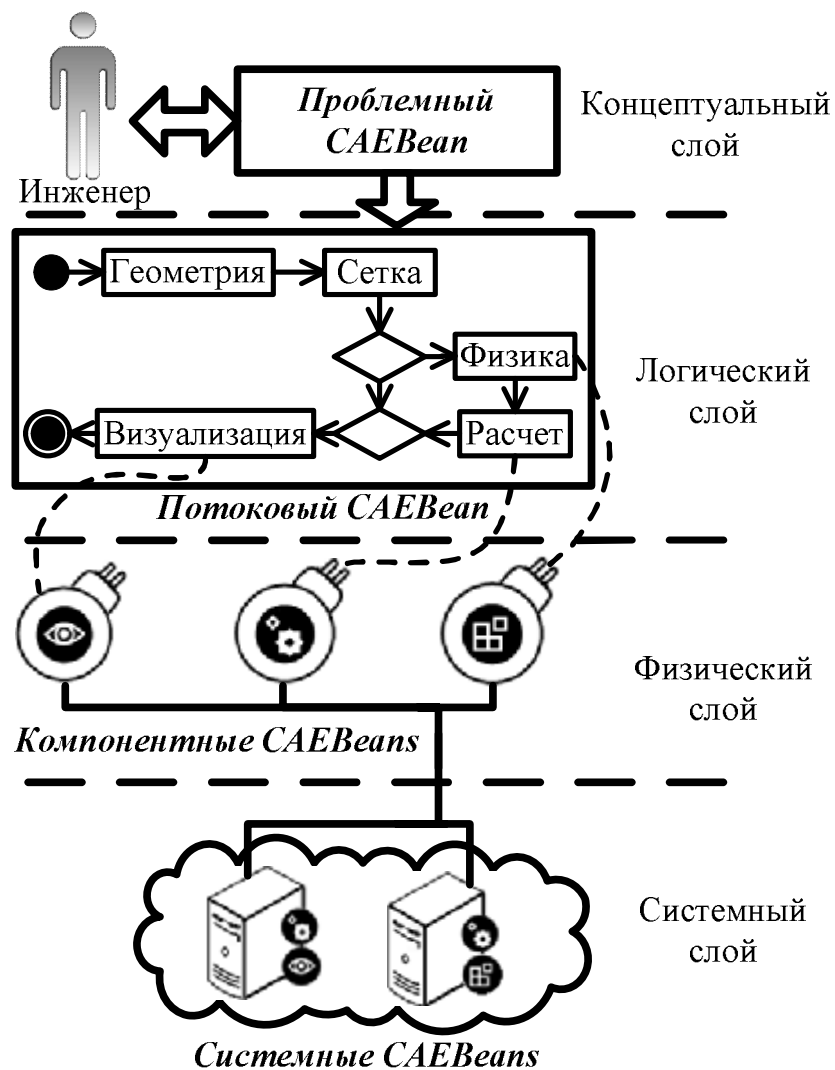 Проблемный
CAEBean
Концептуальный
слой
Инженер
Геометрия
Сетка
Физика
Логический
слой
Визуализация
Расчет
Потоковый CAEBean
Физический
слой
Компонентные CAEBeans
Системный
слой
Системные CAEBeans